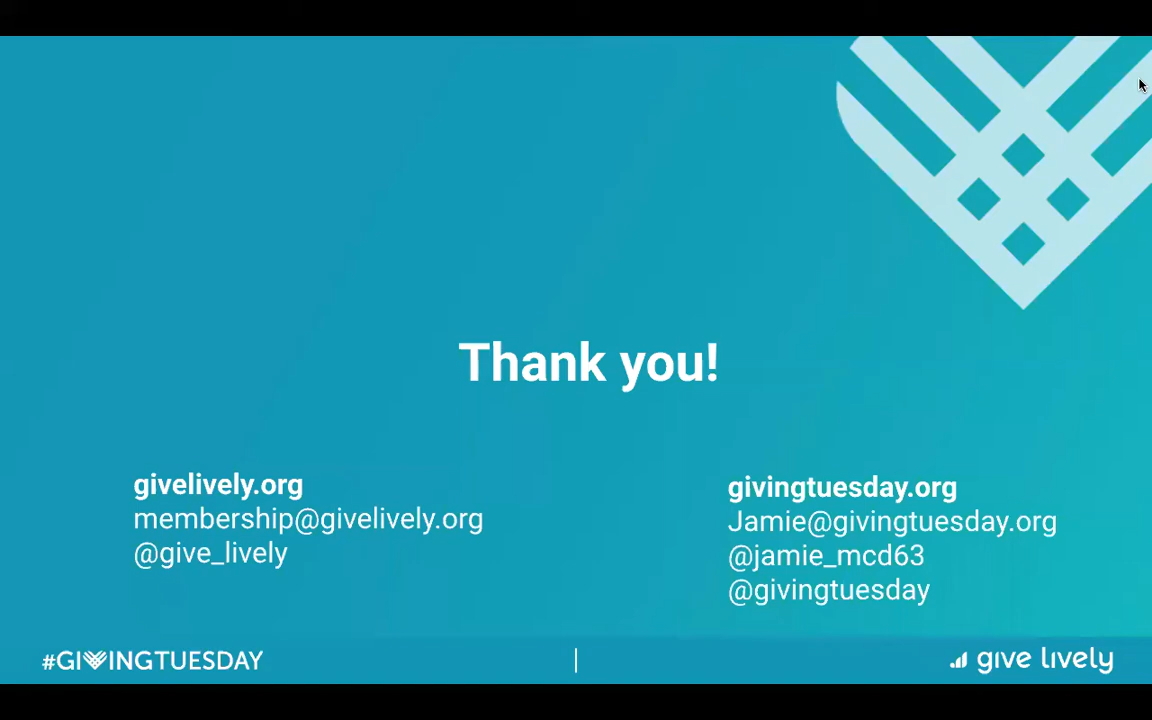 Thank you!
givelively.org
membership@givelively.org
@give_lively
givingtuesday.org
Jamie@givingtuesday.org
@jamie_mcd63
@givingtuesday
#GIVINGTUESDAY
give lively